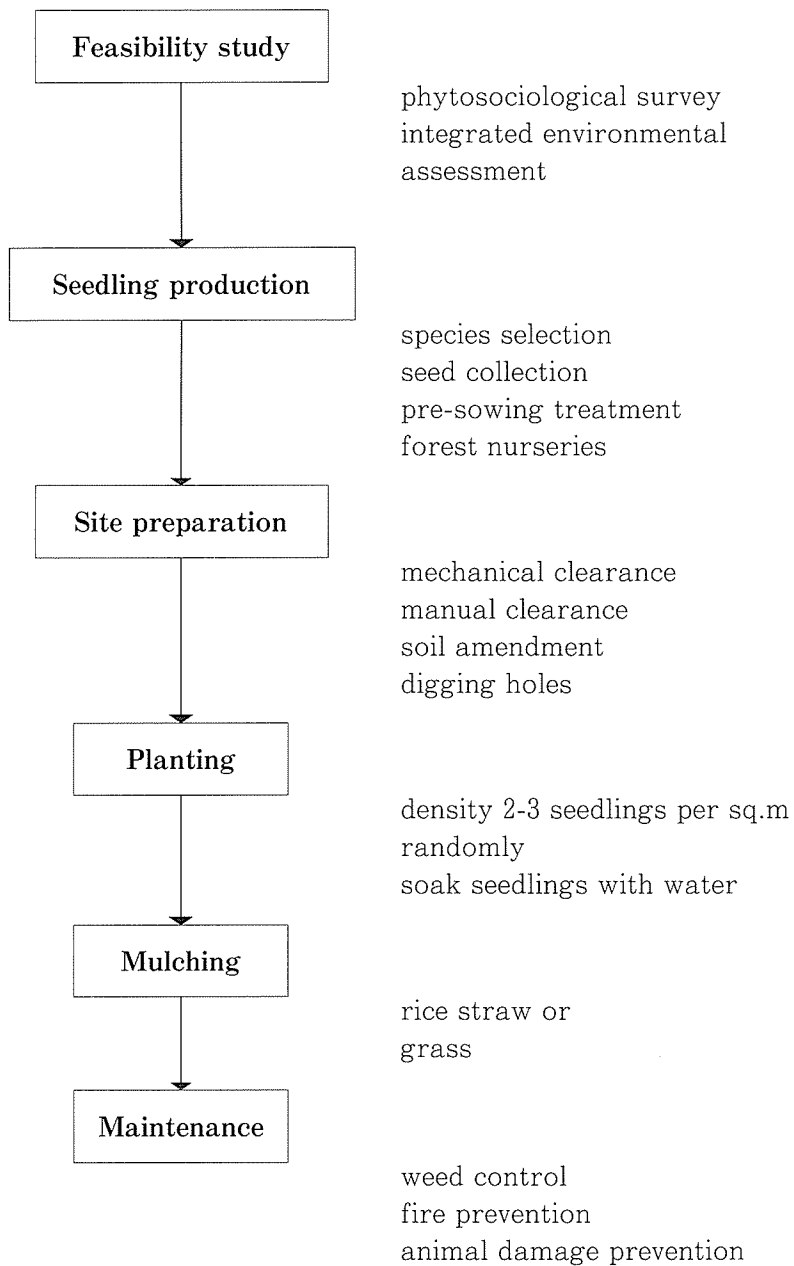 Feasibility study
phytosociological survey
integrated environmental
assessment
Seedling production
species selection
seed collection
pre-sowing treatment
forest nurseries
Site preparation
mechanical clearance
manual clearance
soil amendment
digging holes
Planting
density 2-3 seedlings per sq.m
randomly
soak seedlings with water
Mulching
rice straw or
grass
Maintenance
weed control
fire prevention
animal damage prevention